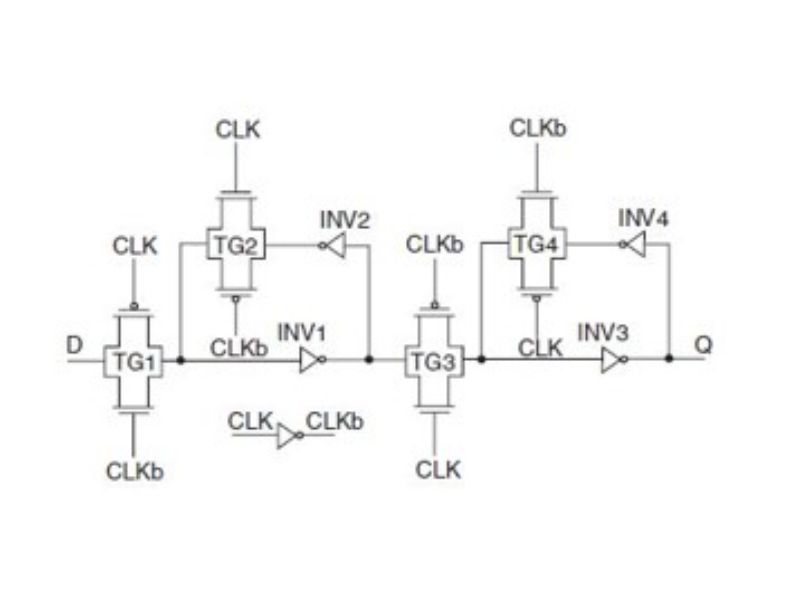 CLK
CLKb
INV2
INV4
CLK
TG2
CLKb
TG4
D
CLKb
INV1
CLK
INV3
Q
TG1
TG3
CLK
CLKb
CLKb
CLK